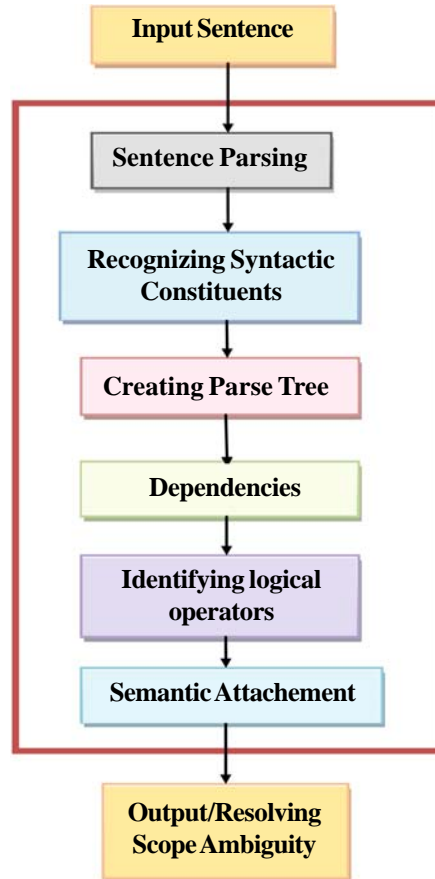 Input Sentence
Sentence Parsing
Recognizing Syntactic
Constituents
Creating Parse Tree
Dependencies
Identifying logical
operators
Semantic Attachement
Output/Resolving
Scope Ambiguity